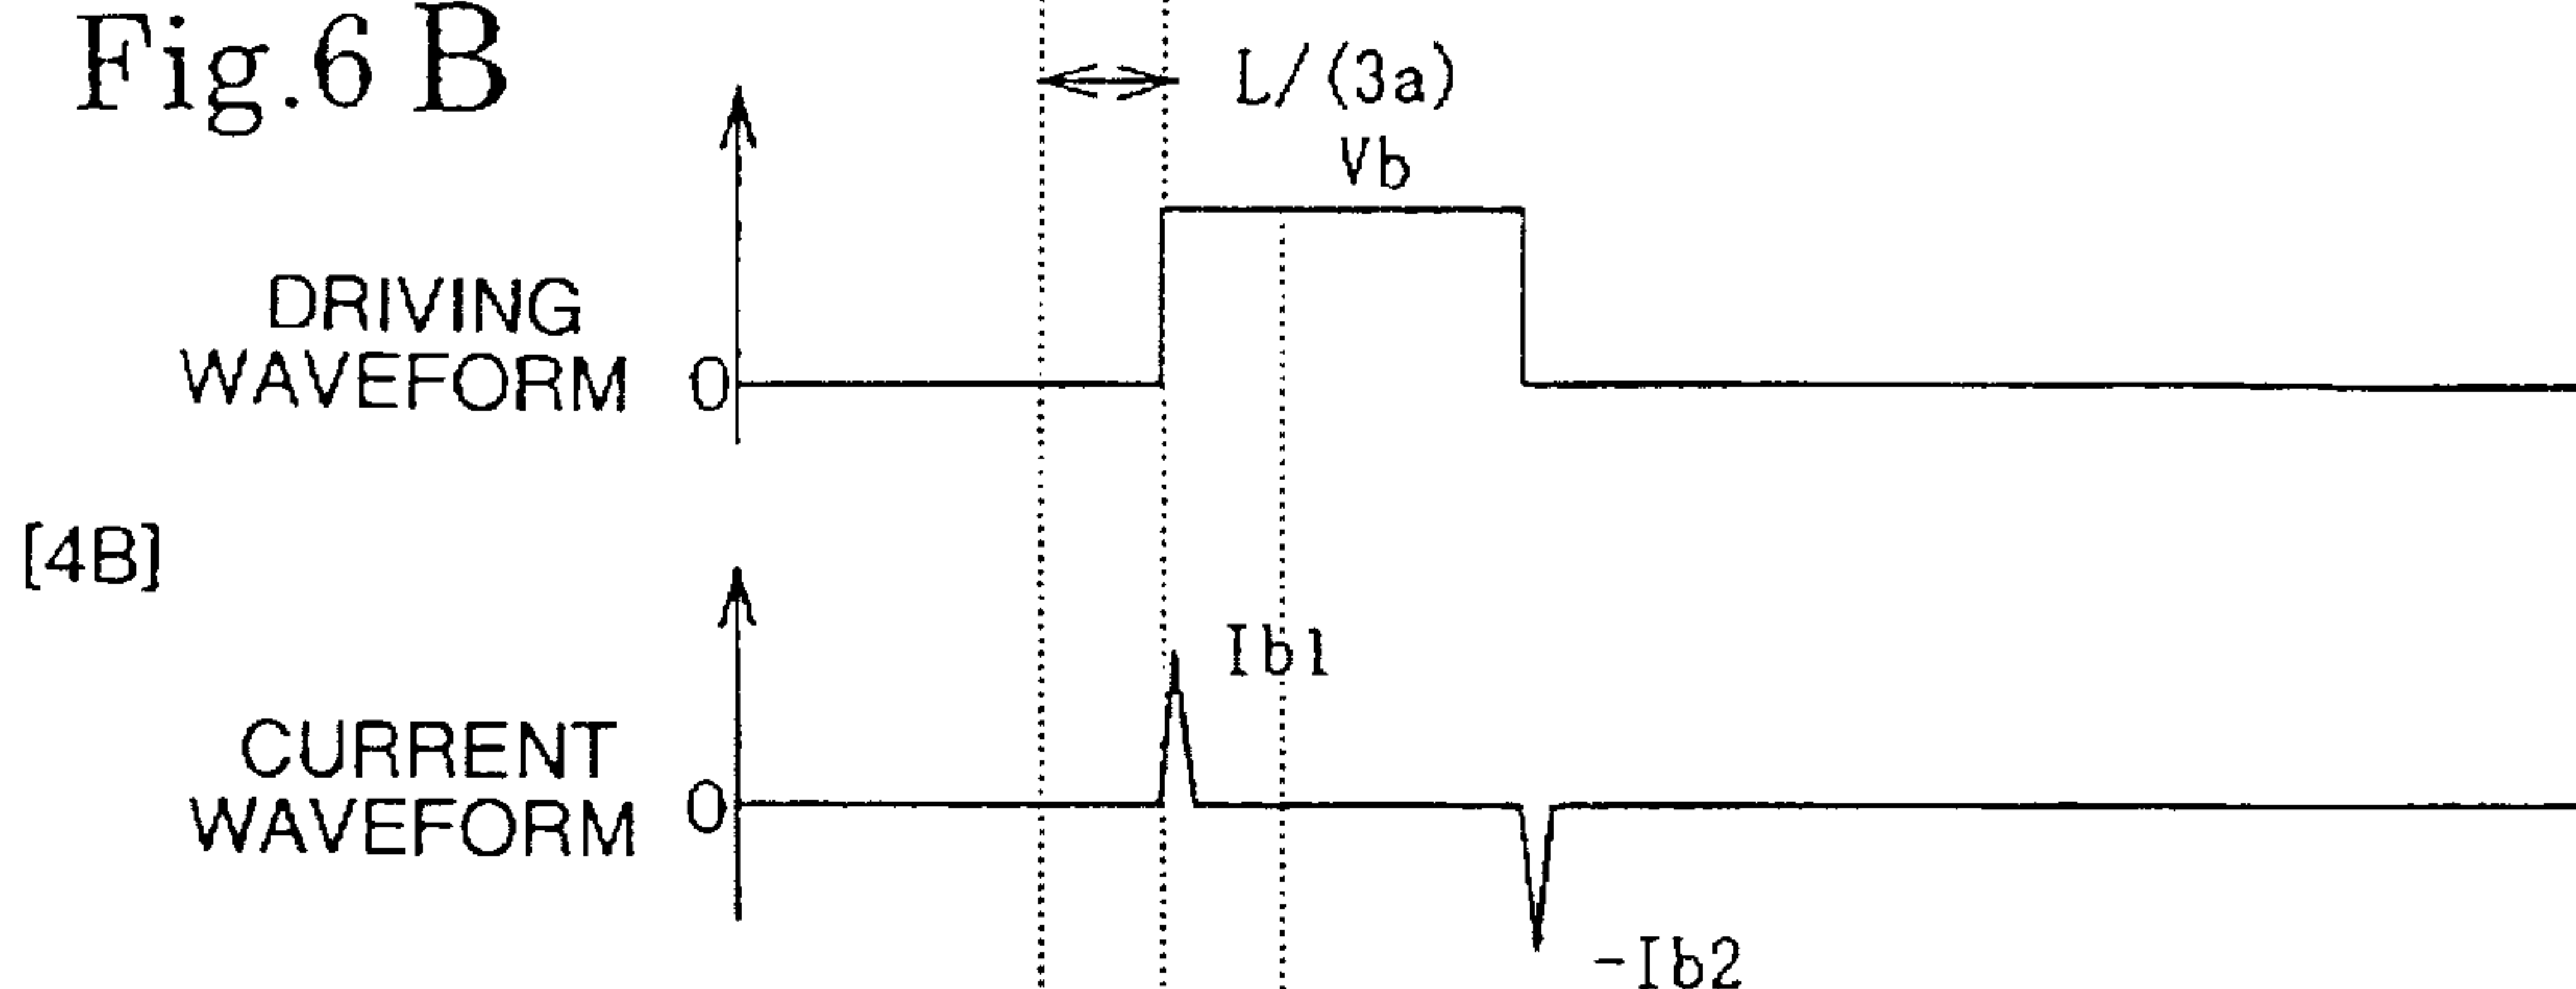 Fig.6 B
L/(3a)
Vb
DRIVING
WAVEFORM
0
[4B]
Ib1
CURRENT
WAVEFORM
0
-Ib2